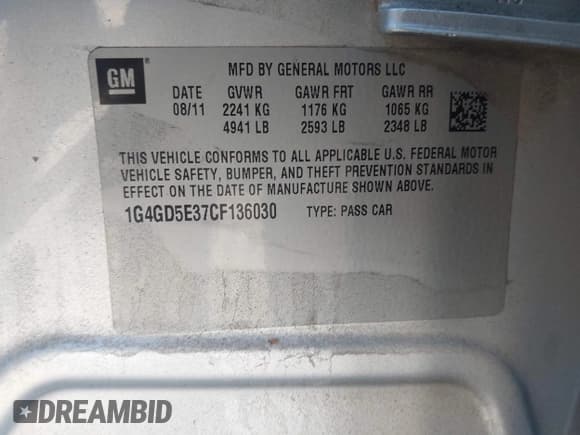 GM
MFD BY GENERAL MOTORS LLC
DATE GVWR GAWR FRT GAWR RR
08/11 2241 KG 1176 KG 1065 KG
4941 LB 2593 LB 2348 LB
THIS VEHICLE CONFORMS TO ALL APPLICABLE U.S. FEDERAL MOTOR
VEHICLE SAFETY, BUMPER, AND THEFT PREVENTION STANDARDS IN
EFFECT ON THE DATE OF MANUFACTURE SHOWN ABOVE.
1G4GD5E37CF136030 TYPE: PASS CAR
DREAMBID